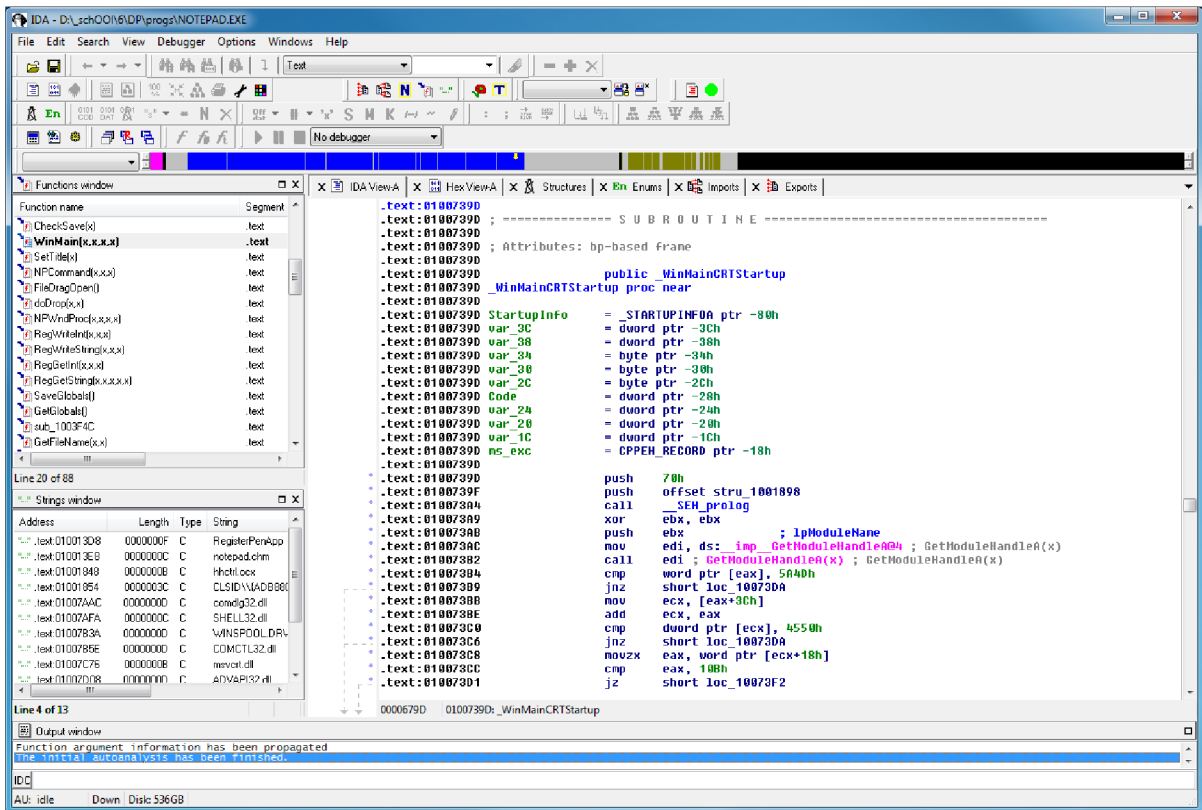 IDA - D:\_schOOl\6\DP\progs\NOTEPAD.EXE
File Edit Search View Debugger Options Windows Help
Text
En
No debugger
Functions window
Function name Segment
CheckSave(x) .text
WinMain(x,x,x,x) .text
SetTitle(x) .text
NPCommand(x,x,x) .text
FileDragOpen() .text
doDrop(x,x) .text
NPWndProc(x,x,x,x) .text
RegWriteInt(x,x,x) .text
RegWriteString(x,x,x) .text
RegGetInt(x,x,x) .text
RegGetString(x,x,x,x,x) .text
SaveGlobals() .text
GetGlobals() .text
sub_1003F4C .text
GetFileName(x,x) .text
Line 20 of 88
Strings window
Address Length Type String
.text:010013D8 0000000F C RegisterPenApp
.text:010013E8 0000000C C notepad.chm
.text:01001848 0000000B C hhctrl.ocx
.text:01001854 0000003C C CLSID\\{ADB880
.text:01007AAC 0000000D C comdlg32.dll
.text:01007AFA 0000000C C SHELL32.dll
.text:01007B3A 0000000D C WINSPOOL.DRV
.text:01007B5E 0000000D C COMCTL32.dll
.text:01007C76 0000000B C msvcrt.dll
.text:01007D08 0000000D C ADVAPI32.dll
Line 4 of 13
IDA View-A Hex View-A Structures En Enums Imports Exports
.text:0100739D
.text:0100739D ; =============== S U B R O U T I N E =======================================
.text:0100739D
.text:0100739D ; Attributes: bp-based frame
.text:0100739D
.text:0100739D public _WinMainCRTStartup
.text:0100739D _WinMainCRTStartup proc near
.text:0100739D
.text:0100739D StartupInfo = _STARTUPINFOA ptr -80h
.text:0100739D var_3C = dword ptr -3Ch
.text:0100739D var_38 = dword ptr -38h
.text:0100739D var_34 = byte ptr -34h
.text:0100739D var_30 = byte ptr -30h
.text:0100739D var_2C = byte ptr -2Ch
.text:0100739D Code = dword ptr -28h
.text:0100739D var_24 = dword ptr -24h
.text:0100739D var_20 = dword ptr -20h
.text:0100739D var_1C = dword ptr -1Ch
.text:0100739D ms_exc = CPPEH_RECORD ptr -18h
.text:0100739D
.text:0100739D push 70h
.text:0100739F push offset stru_1001898
.text:010073A4 call __SEH_prolog
.text:010073A9 xor ebx, ebx
.text:010073AB push ebx ; lpModuleName
.text:010073AC mov edi, ds:__imp__GetModuleHandleA@4 ; GetModuleHandleA(x)
.text:010073B2 call edi ; GetModuleHandleA(x) ; GetModuleHandleA(x)
.text:010073B4 cmp word ptr [eax], 5A4Dh
.text:010073B9 jnz short loc_10073DA
.text:010073BB mov ecx, [eax+3Ch]
.text:010073BE add ecx, eax
.text:010073C0 cmp dword ptr [ecx], 4550h
.text:010073C6 jnz short loc_10073DA
.text:010073C8 movzx eax, word ptr [ecx+18h]
.text:010073CC cmp eax, 10Bh
.text:010073D1 jz short loc_10073F2
0000679D 0100739D: _WinMainCRTStartup
Output window
Function argument information has been propagated
The initial autoanalysis has been finished.
IDC
AU: idle Down Disk: 536GB